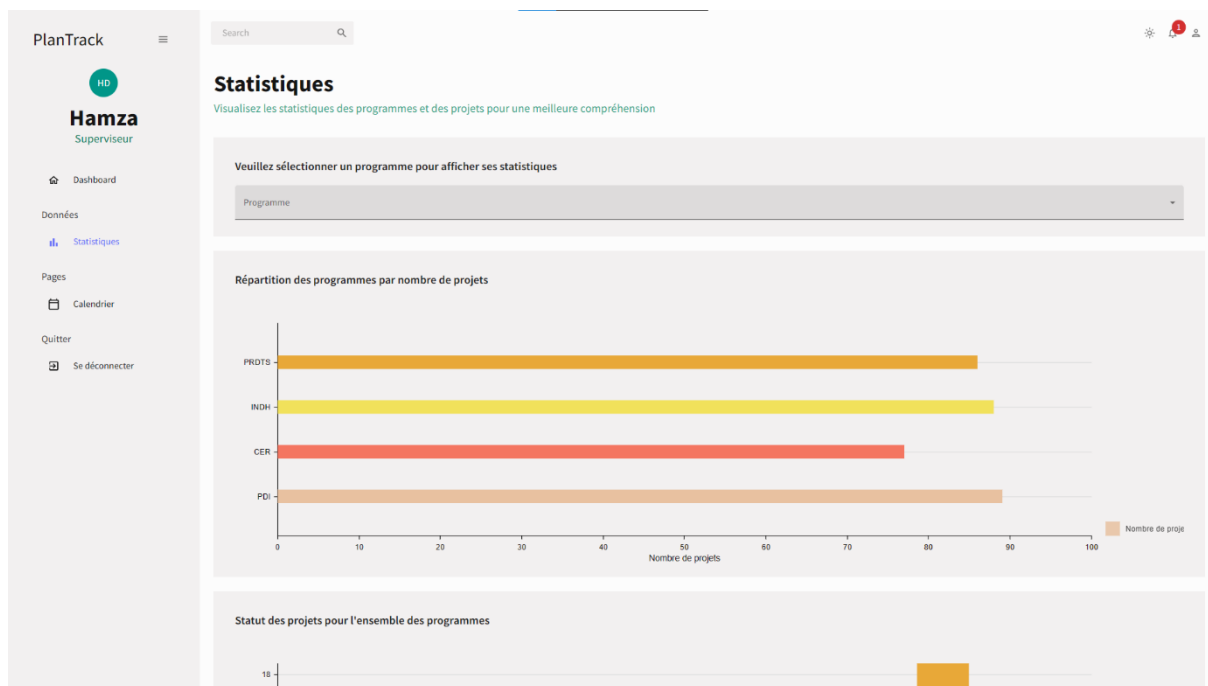 PlanTrack
HD
Hamza
Superviseur
Dashboard
Données
Statistiques
Pages
Calendrier
Quitter
Se déconnecter
Search
1
Statistiques
Visualisez les statistiques des programmes et des projets pour une meilleure compréhension
Veuillez sélectionner un programme pour afficher ses statistiques
Programme
Répartition des programmes par nombre de projets
PRDTS
INDH
CER
PDI
0 10 20 30 40 50 60 70 80 90 100
Nombre de projets
Nombre de proje
Statut des projets pour l'ensemble des programmes
18